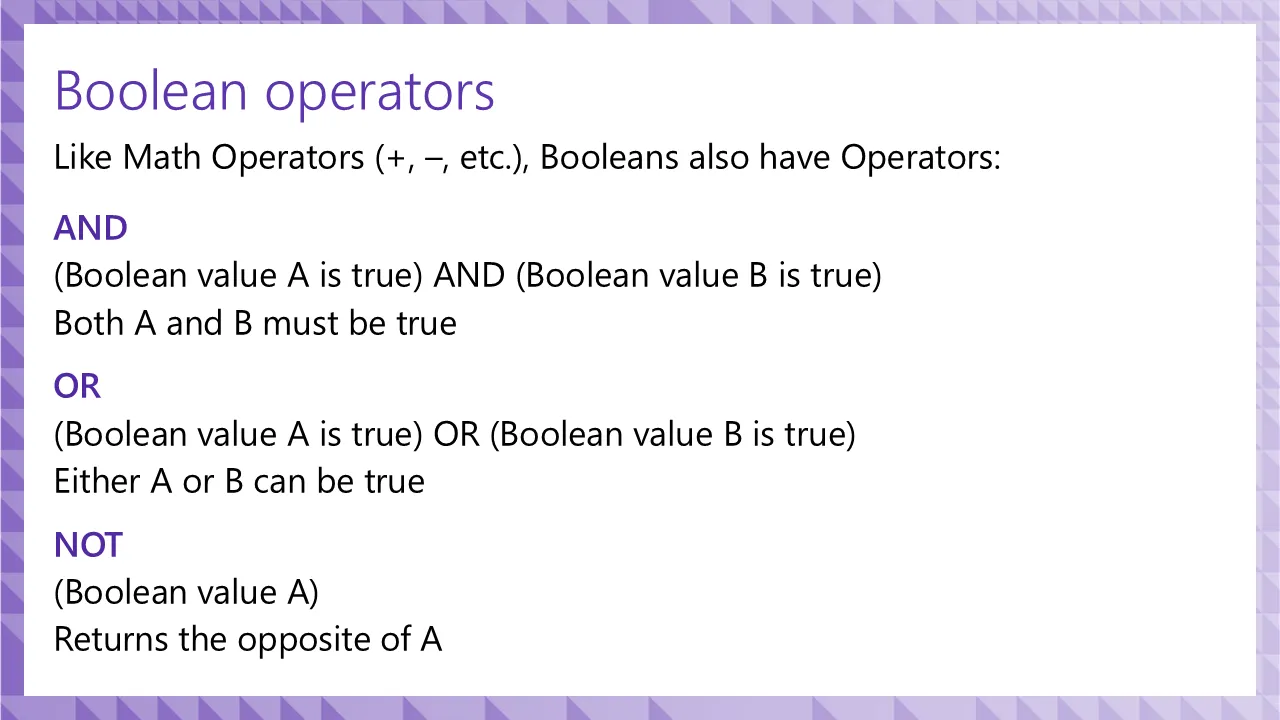 Boolean operators
Like Math Operators (+, –, etc.), Booleans also have Operators:
AND
(Boolean value A is true) AND (Boolean value B is true)
Both A and B must be true
OR
(Boolean value A is true) OR (Boolean value B is true)
Either A or B can be true
NOT
(Boolean value A)
Returns the opposite of A